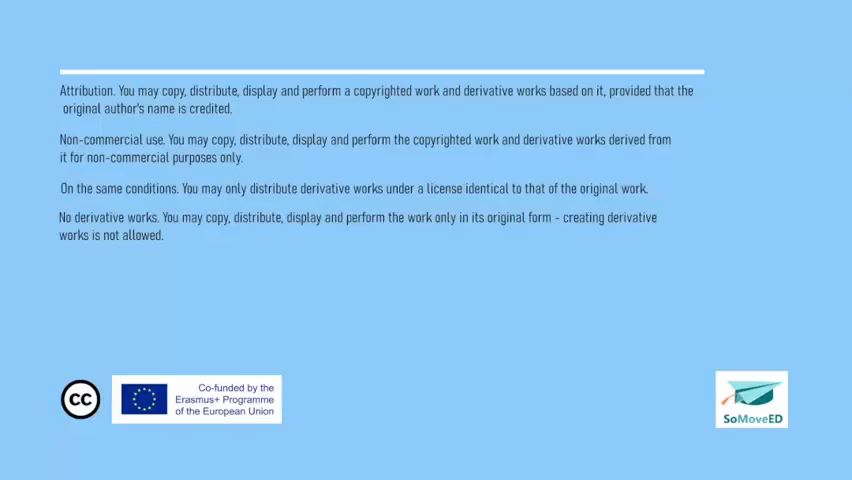 Attribution. You may copy, distribute, display and perform a copyrighted work and derivative works based on it, provided that the
original author's name is credited.
Non-commercial use. You may copy, distribute, display and perform the copyrighted work and derivative works derived from
it for non-commercial purposes only.
On the same conditions. You may only distribute derivative works under a license identical to that of the original work.
No derivative works. You may copy, distribute, display and perform the work only in its original form - creating derivative
works is not allowed.
cc
Co-funded by the
Erasmus+ Programme
of the European Union
SoMoveED